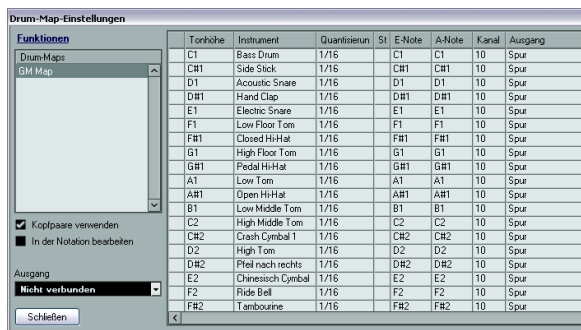 Drum-Map-Einstellungen
Funktionen
Drum-Maps
GM Map
Kopfpaare verwenden
In der Notation bearbeiten
Ausgang
Nicht verbunden
Schließen
Tonhöhe Instrument Quantisierun St E-Note A-Note Kanal Ausgang
C1 Bass Drum 1/16 C1 C1 10 Spur
C#1 Side Stick 1/16 C#1 C#1 10 Spur
D1 Acoustic Snare 1/16 D1 D1 10 Spur
D#1 Hand Clap 1/16 D#1 D#1 10 Spur
E1 Electric Snare 1/16 E1 E1 10 Spur
F1 Low Floor Tom 1/16 F1 F1 10 Spur
F#1 Closed Hi-Hat 1/16 F#1 F#1 10 Spur
G1 High Floor Tom 1/16 G1 G1 10 Spur
G#1 Pedal Hi-Hat 1/16 G#1 G#1 10 Spur
A1 Low Tom 1/16 A1 A1 10 Spur
A#1 Open Hi-Hat 1/16 A#1 A#1 10 Spur
B1 Low Middle Tom 1/16 B1 B1 10 Spur
C2 High Middle Tom 1/16 C2 C2 10 Spur
C#2 Crash Cymbal 1 1/16 C#2 C#2 10 Spur
D2 High Tom 1/16 D2 D2 10 Spur
D#2 Pfeil nach rechts 1/16 D#2 D#2 10 Spur
E2 Chinesisch Cymbal 1/16 E2 E2 10 Spur
F2 Ride Bell 1/16 F2 F2 10 Spur
F#2 Tambourine 1/16 F#2 F#2 10 Spur